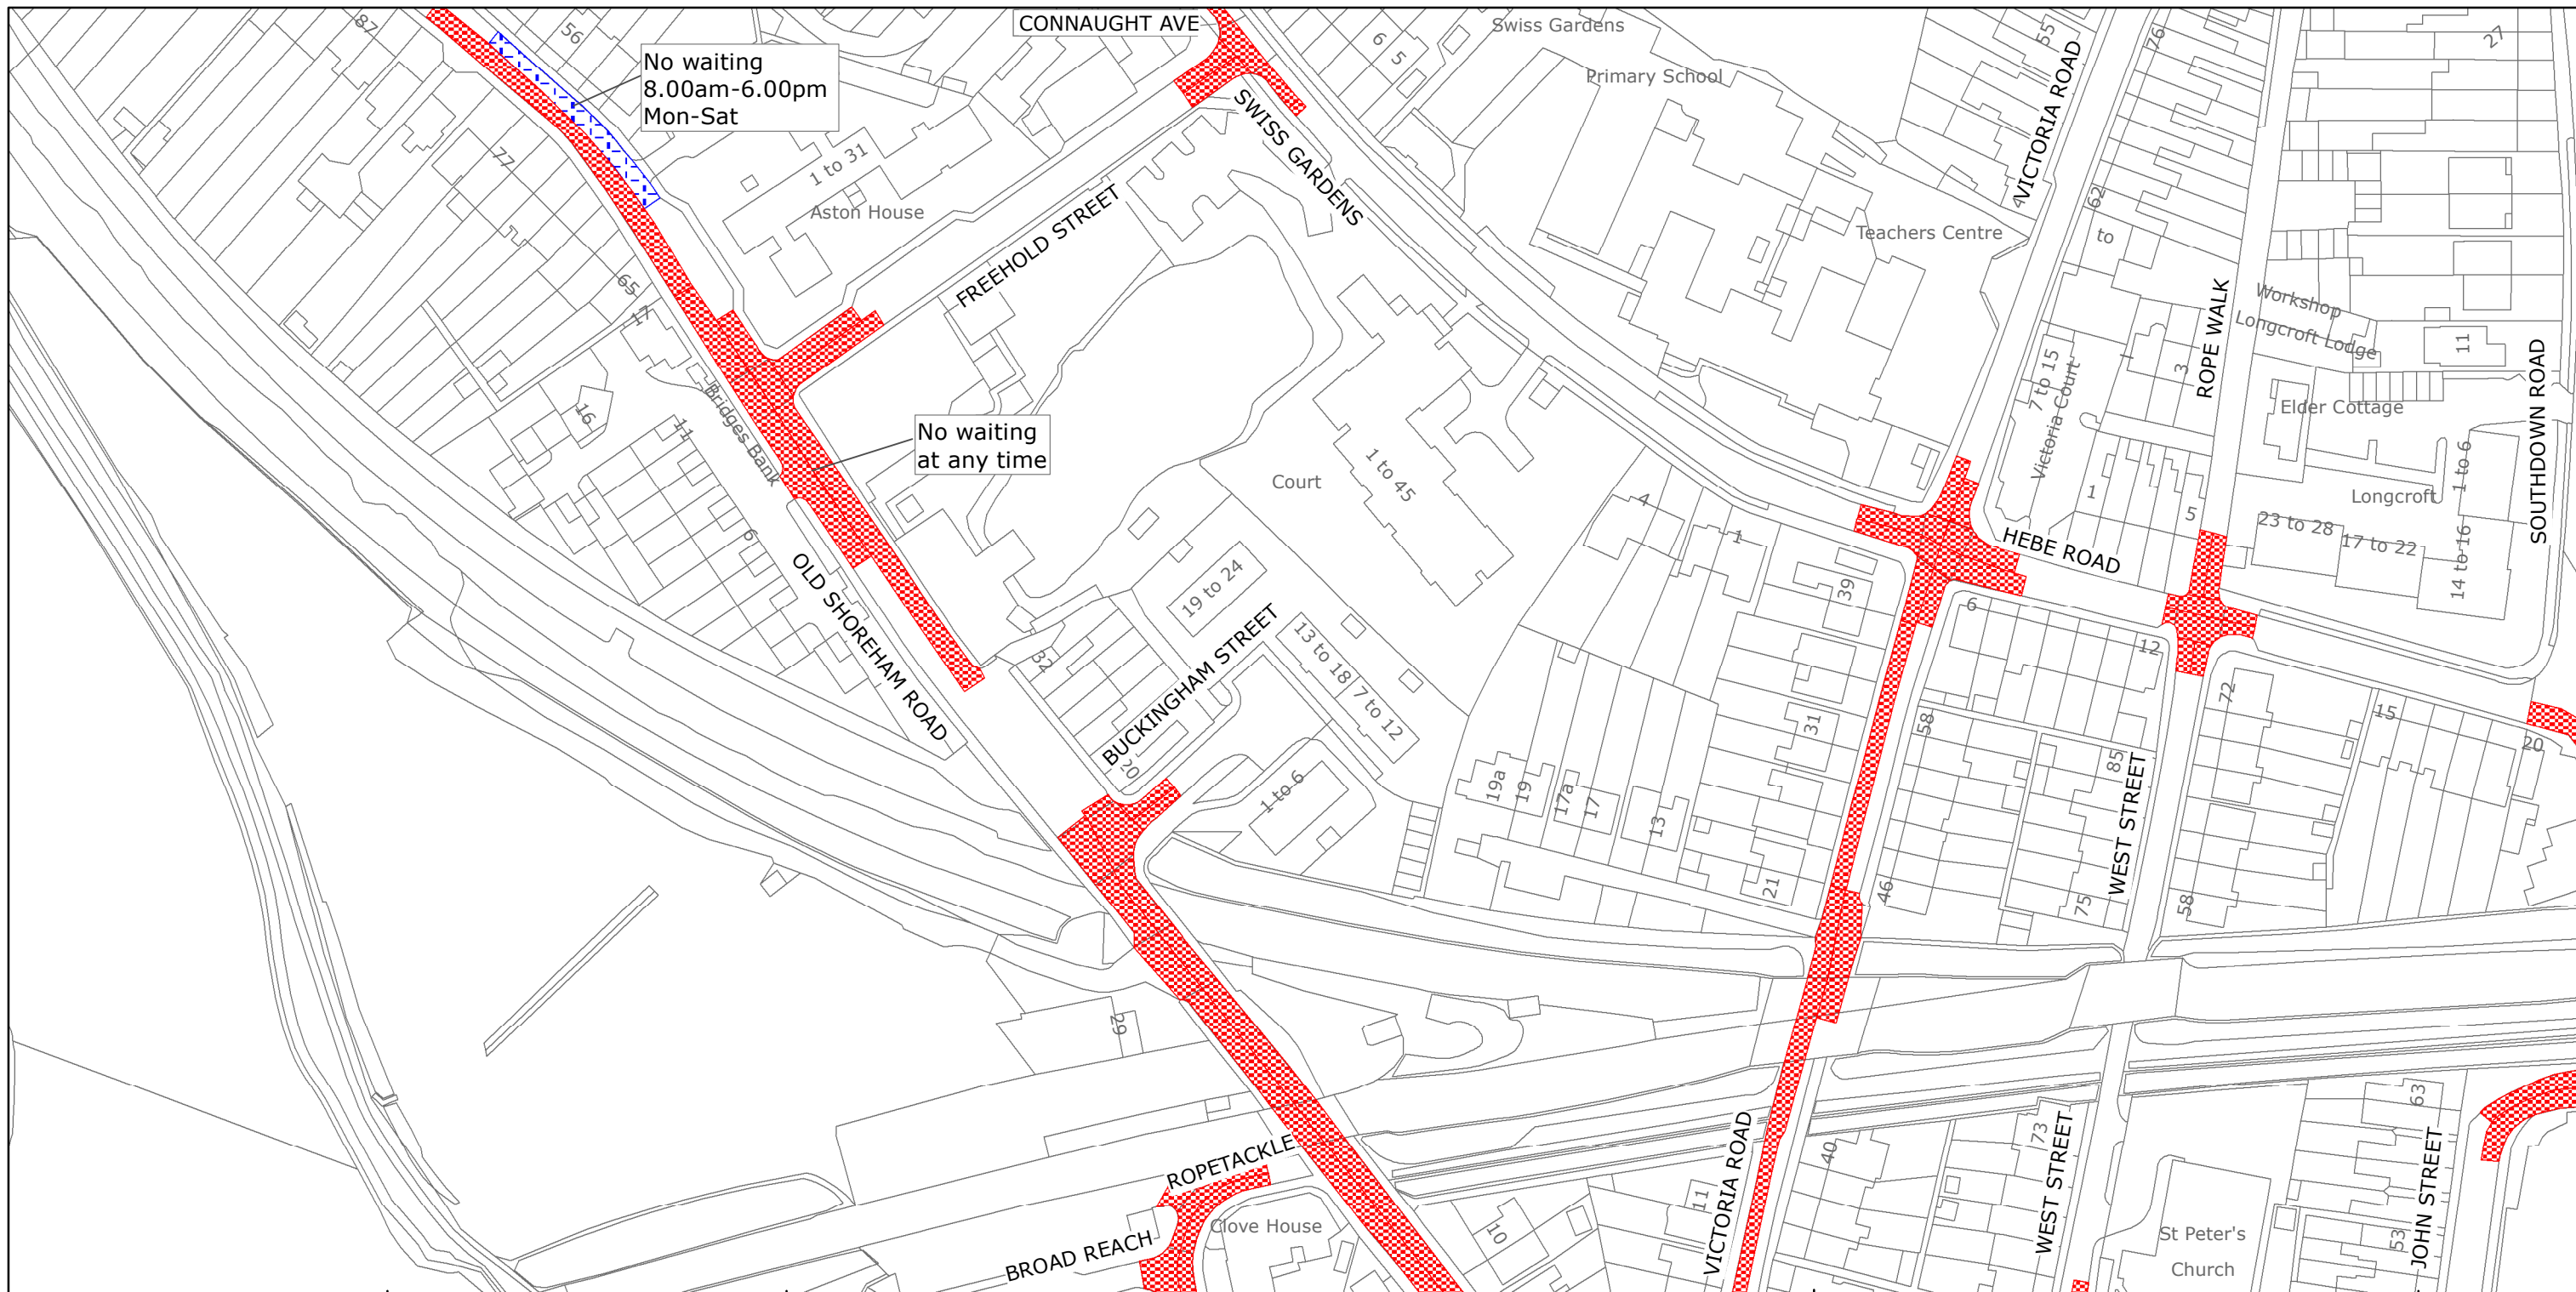 87
56
No waiting
8.00am-6.00pm
Mon-Sat
CONNAUGHT AVE
6
5
Swiss Gardens
Primary School
55
VICTORIA ROAD
76
27
77
1 to 31
Aston House
SWISS GARDENS
FREEHOLD STREET
4
Teachers Centre
62
to
65
17
16
11
Bridges Bank
No waiting
at any time
Court
1 to 45
7 to 15
Victoria Court
1
3
ROPE WALK
Workshop
Longcroft Lodge
11
Elder Cottage
SOUTHDOWN ROAD
1 to 6
Longcroft
23 to 28
17 to 22
14 to 16
6
OLD SHOREHAM ROAD
4
1
1
5
HEBE ROAD
39
6
12
19 to 24
BUCKINGHAM STREET
13 to 18
7 to 12
32
20
1 to 6
31
58
72
15
20
85
WEST STREET
19a
19
17a
17
13
21
46
75
58
29
ROPETACKLE
BROAD REACH
Clove House
10
11
VICTORIA ROAD
40
73
WEST STREET
63
St Peter's
Church
53
JOHN STREET